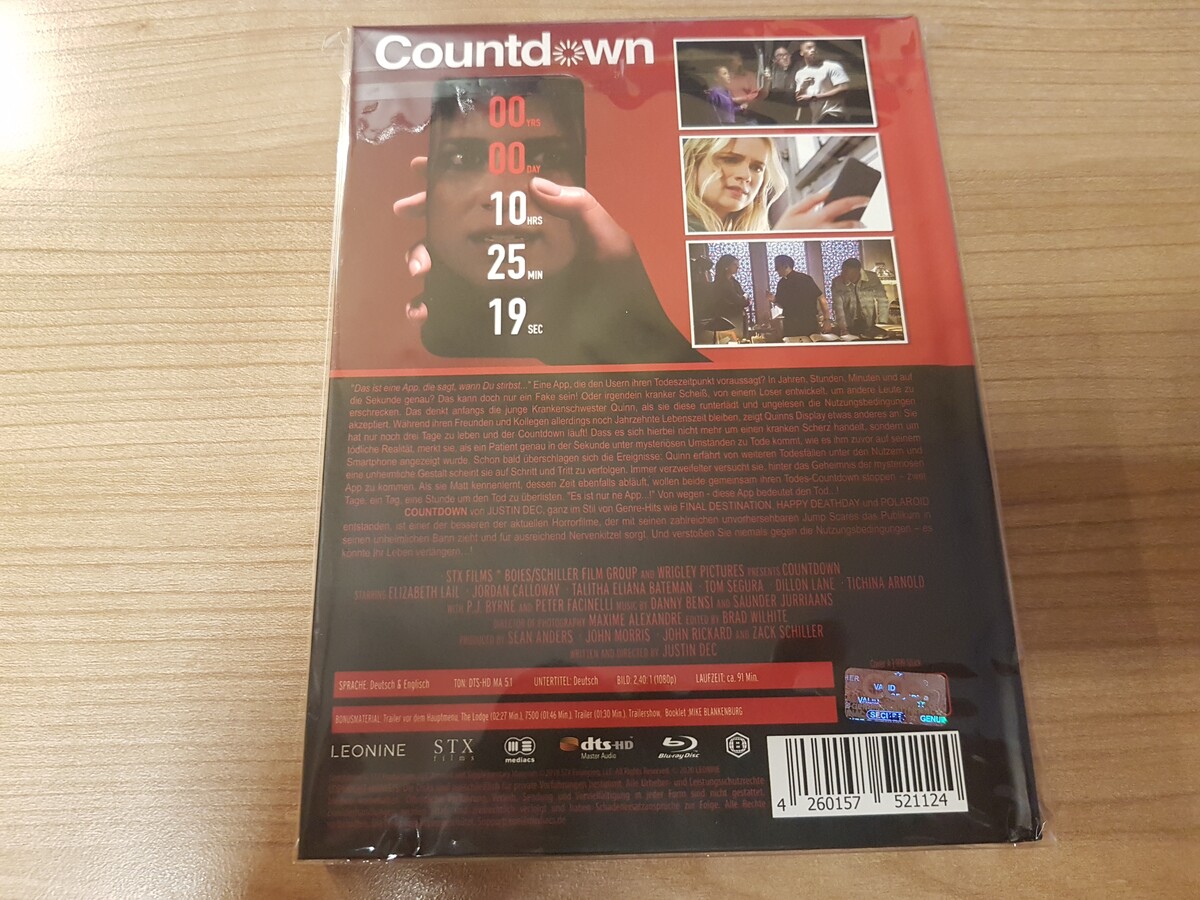 Countdown
00 YRS
00 DAY
10 HRS
25 MIN
19 SEC
"Das ist eine App, die sagt, wann Du stirbst..." Eine App, die den Usern ihren Todeszeitpunkt voraussagt? In Jahren, Stunden, Minuten und auf
die Sekunde genau? Das kann doch nur ein Fake sein! Oder irgendein kranker Scheiß, von einem Loser entwickelt, um andere Leute zu
erschrecken. Das denkt anfangs die junge Krankenschwester Quinn, als sie diese runterlädt und ungelesen die Nutzungsbedingungen
akzeptiert. Während ihren Freunden und Kollegen allerdings noch Jahrzehnte Lebenszeit bleiben, zeigt Quinns Display etwas anderes an: Sie
hat nur noch drei Tage zu leben und der Countdown läuft! Dass es sich hierbei nicht mehr um einen kranken Scherz handelt, sondern um
tödliche Realität, merkt sie, als ein Patient genau in der Sekunde unter mysteriösen Umständen zu Tode kommt, wie es ihm zuvor auf seinem
Smartphone angezeigt wurde. Schon bald überschlagen sich die Ereignisse: Quinn erfährt von weiteren Todesfällen unter den Nutzern und
eine unheimliche Gestalt scheint sie auf Schritt und Tritt zu verfolgen. Immer verzweifelter versucht sie, hinter das Geheimnis der mysteriösen
App zu kommen. Als sie Matt kennenlernt, dessen Zeit ebenfalls abläuft, wollen beide gemeinsam ihren Todes-Countdown stoppen - zwei
Tage, ein Tag, eine Stunde um den Tod zu überlisten. "Es ist nur ne App...!" Von wegen - diese App bedeutet den Tod...!
COUNTDOWN von JUSTIN DEC, ganz im Stil von Genre-Hits wie FINAL DESTINATION, HAPPY DEATHDAY und POLAROID
entstanden, ist einer der besseren der aktuellen Horrorfilme, der mit seinen zahlreichen unvorhersehbaren Jump Scares das Publikum in
seinen unheimlichen Bann zieht und für ausreichend Nervenkitzel sorgt. Und verstoßen Sie niemals gegen die Nutzungsbedingungen - es
könnte Ihr Leben verlängern...!
STX FILMS BOIES/SCHILLER FILM GROUP AND WRIGLEY PICTURES PRESENTS COUNTDOWN
STARRING ELIZABETH LAIL · JORDAN CALLOWAY · TALITHA ELIANA BATEMAN · TOM SEGURA · DILLON LANE · TICHINA ARNOLD
WITH P.J. BYRNE AND PETER FACINELLI MUSIC BY DANNY BENSI AND SAUNDER JURRIAANS
DIRECTOR OF PHOTOGRAPHY MAXIME ALEXANDRE EDITED BY BRAD WILHITE
PRODUCED BY SEAN ANDERS · JOHN MORRIS · JOHN RICKARD AND ZACK SCHILLER
WRITTEN AND DIRECTED BY JUSTIN DEC
SPRACHE: Deutsch & Englisch TON: DTS-HD MA 5.1 UNTERTITEL: Deutsch BILD: 2,40:1 (1080p) LAUFZEIT: ca. 91 Min.
VALID
SECURE
GENUIN
BONUSMATERIAL: Trailer vor dem Hauptmenü, The Lodge (02:27 Min.), 7500 (01:46 Min.), Trailer (01:30 Min.), Trailershow, Booklet :MIKE BLANKENBURG
LEONINE STX films mediacs dts-HD Master Audio Blu-ray Disc
4 260157 521124